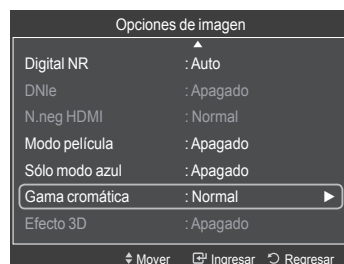 Opciones de imagen
Digital NR : Auto
DNIe : Apagado
N.neg HDMI : Normal
Modo película : Apagado
Sólo modo azul : Apagado
Gama cromática : Normal
Efecto 3D : Apagado
Mover Ingresar Regresar